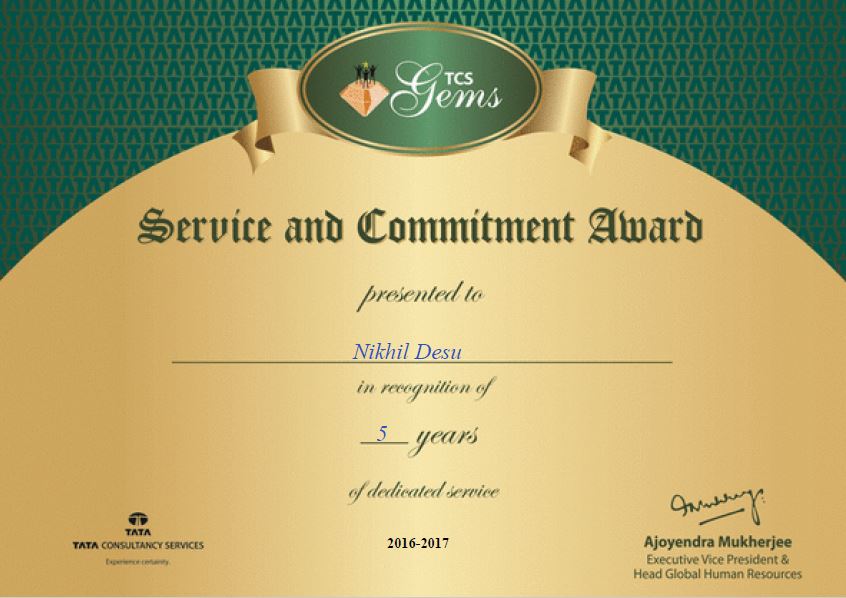 TCS
Gems
Service and Commitment Award
presented to
Nikhil Desu
in recognition of
5 years
of dedicated service
TATA
TATA CONSULTANCY SERVICES
Experience certainty.
2016-2017
Ajoyendra Mukherjee
Executive Vice President &
Head Global Human Resources